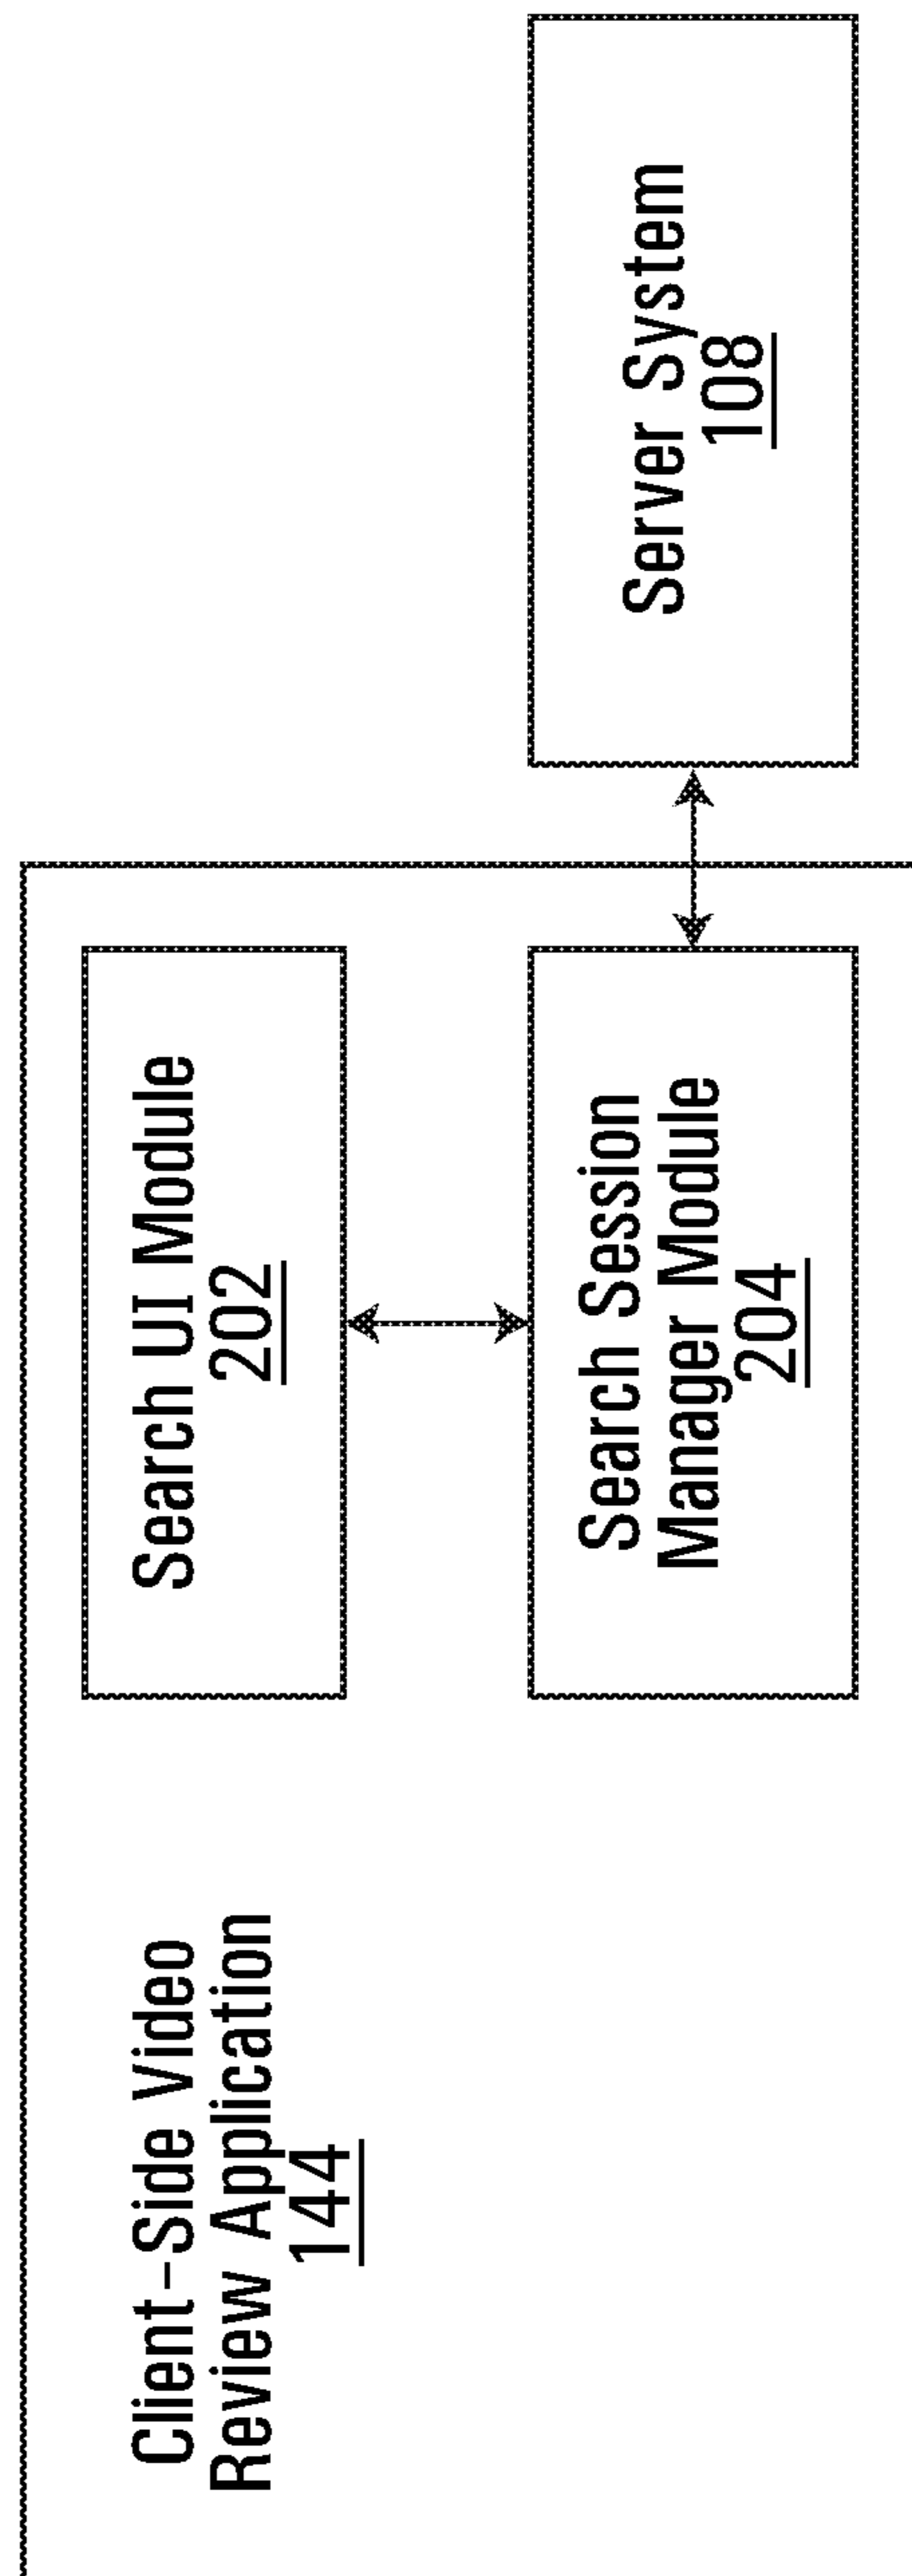 Client-Side Video
Review Application
144
Search UI Module
202
Search Session
Manager Module
204
Server System
108